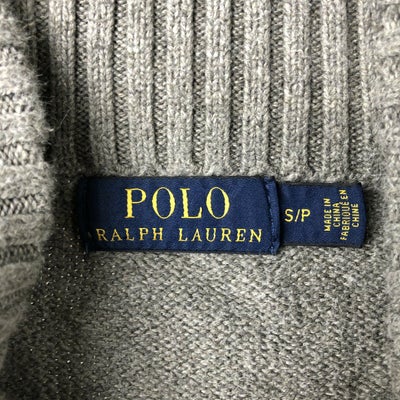 POLO
RALPH LAUREN
S/P
MADE IN
CHINA
FABRIQUÉ EN
CHINE